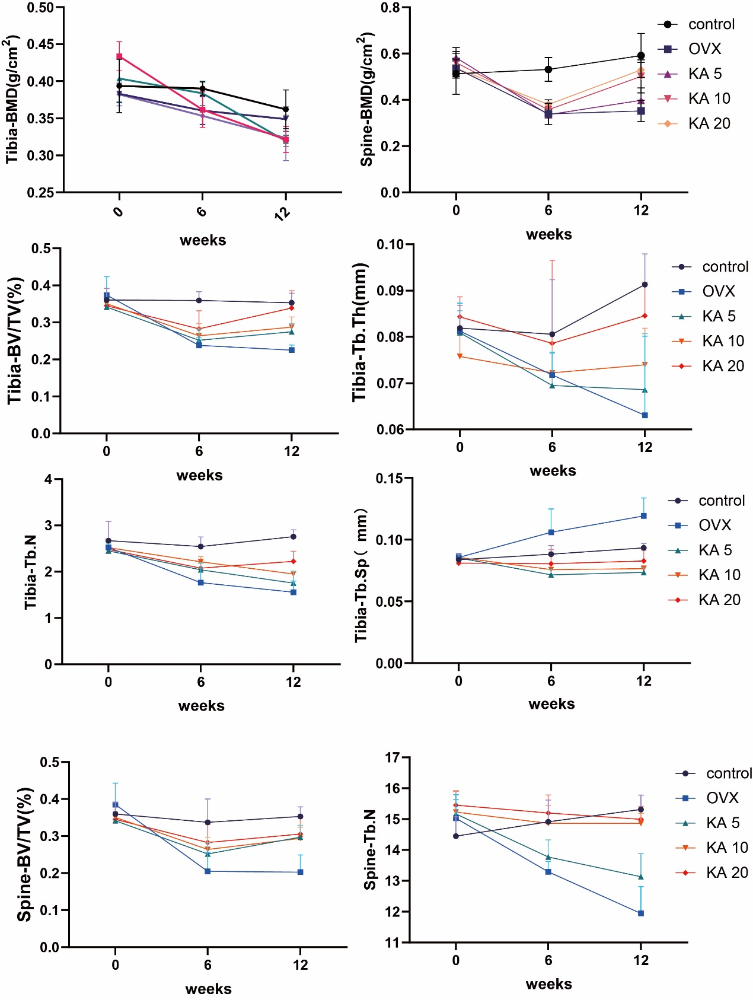 Tibia-BMD(g/cm²)
0.50
0.45
0.40
0.35
0.30
0.25
0
6
12
weeks
Spine-BMD(g/cm²)
0.8
0.6
0.4
0.2
0.0
0
6
12
weeks
control
OVX
KA 5
KA 10
KA 20
Tibia-BV/TV(%)
0.5
0.4
0.3
0.2
0.1
0.0
0
6
12
weeks
Tibia-Tb.Th(mm)
0.10
0.09
0.08
0.07
0.06
0
6
12
weeks
control
OVX
KA 5
KA 10
KA 20
Tibia-Tb.N
4
3
2
1
0
0
6
12
weeks
Tibia-Tb.Sp( mm)
0.15
0.10
0.05
0.00
0
6
12
weeks
control
OVX
KA 5
KA 10
KA 20
Spine-BV/TV(%)
0.5
0.4
0.3
0.2
0.1
0.0
0
6
12
weeks
Spine-Tb.N
17
16
15
14
13
12
11
0
6
12
weeks
control
OVX
KA 5
KA 10
KA 20